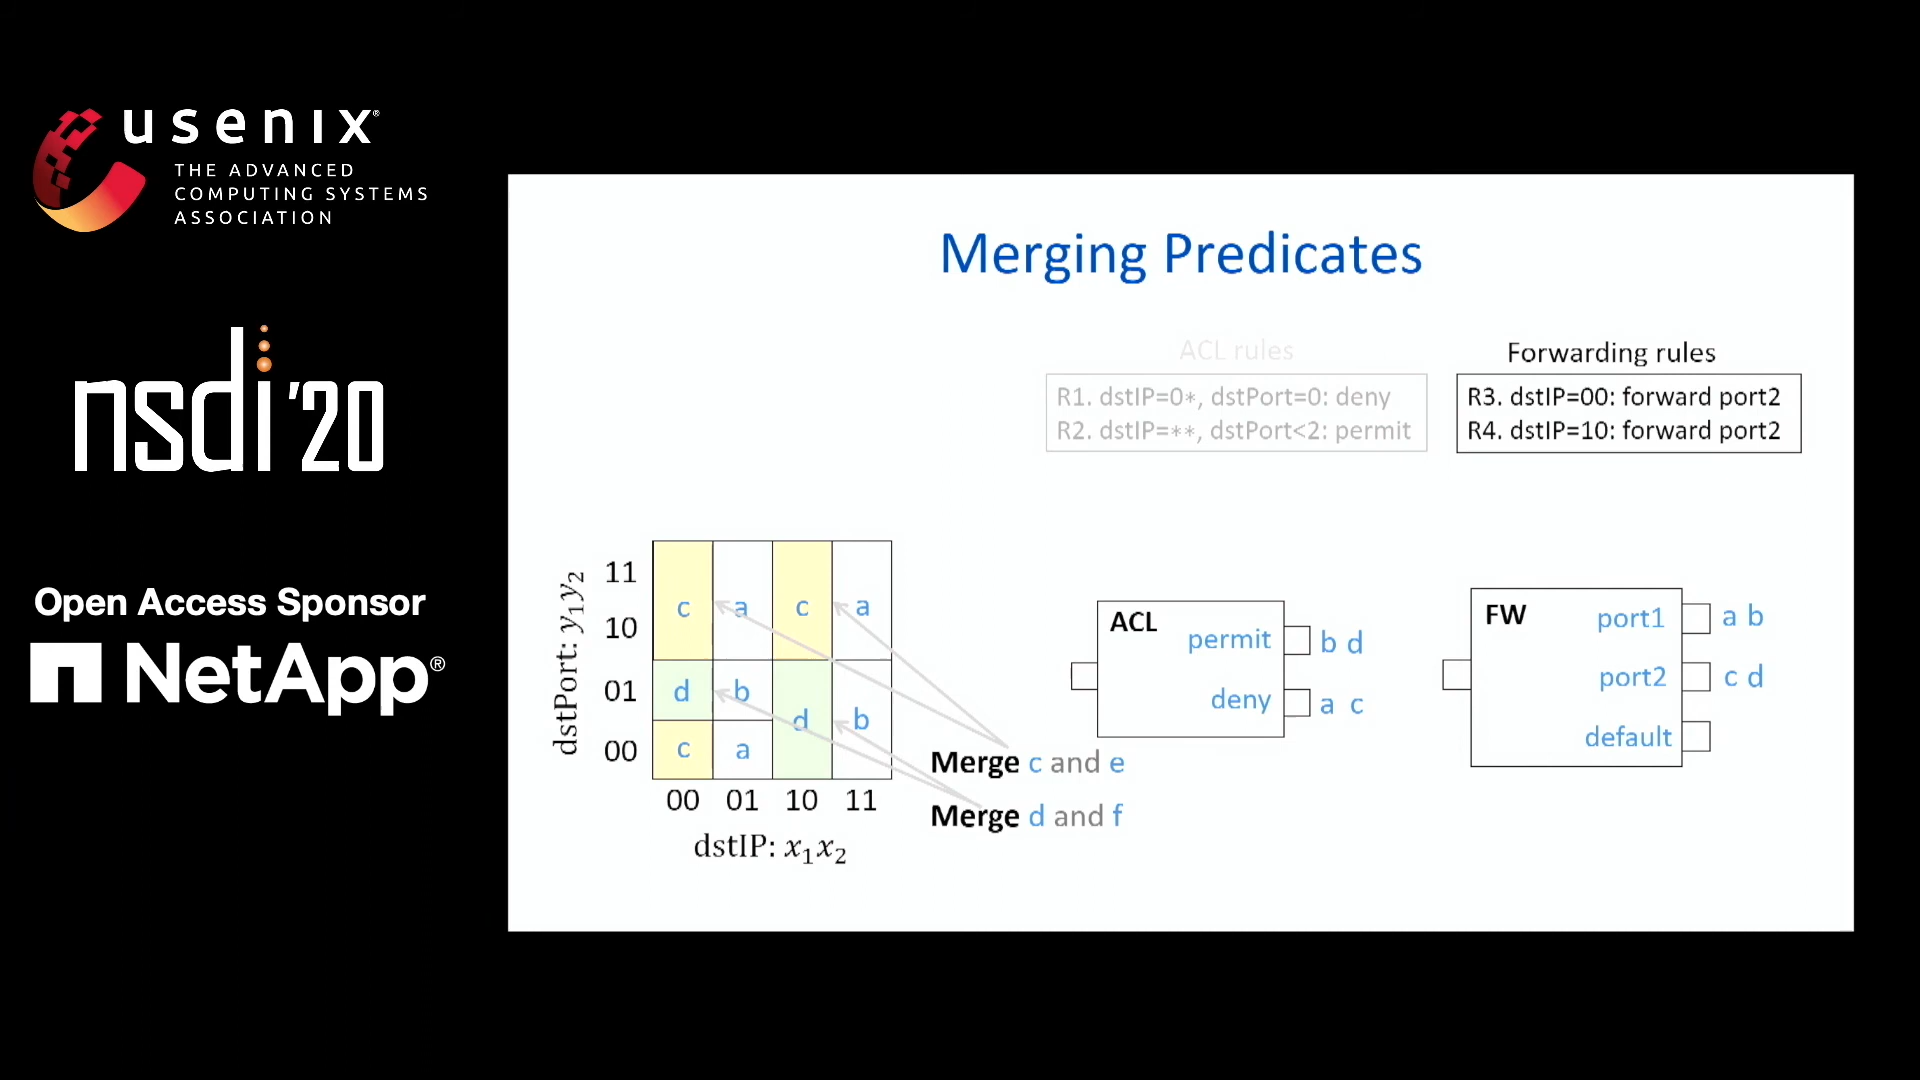 usenix®
THE ADVANCED
COMPUTING SYSTEMS
ASSOCIATION
nsdi '20
Open Access Sponsor
NetApp®
Merging Predicates
ACL rules
R1. dstIP=0*, dstPort=0: deny
R2. dstIP=**, dstPort<2: permit
Forwarding rules
R3. dstIP=00: forward port2
R4. dstIP=10: forward port2
dstPort: y₁y₂
11
10
01
00
c a c a
d b
d b
c a
00 01 10 11
dstIP: x₁x₂
Merge c and e
Merge d and f
ACL
permit b d
deny a c
FW
port1 a b
port2 c d
default